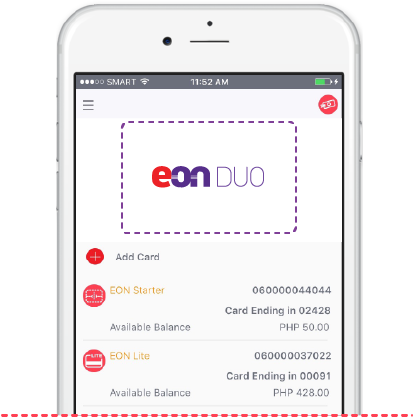 SMART 11:52 AM
eon DUO
Add Card
EON Starter 060000044044
Card Ending in 02428
Available Balance PHP 50.00
EON Lite 060000037022
Card Ending in 00091
Available Balance PHP 428.00